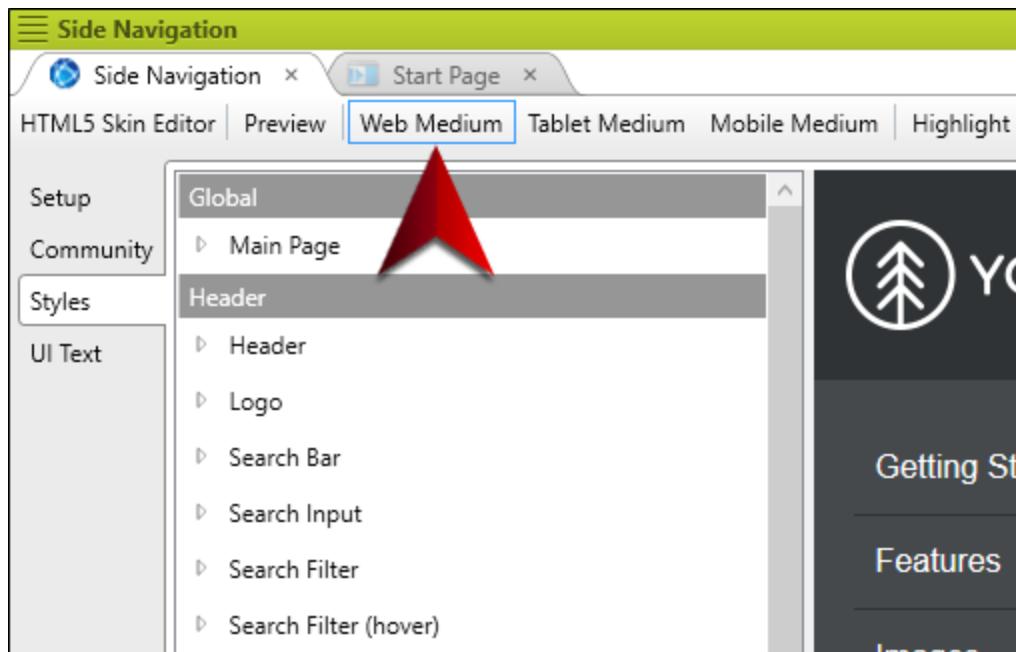 Side Navigation
Side Navigation × Start Page ×
HTML5 Skin Editor Preview Web Medium Tablet Medium Mobile Medium Highlight
Setup
Community
Styles
UI Text
Global
Main Page
Header
Header
Logo
Search Bar
Search Input
Search Filter
Search Filter (hover)
Getting
Features